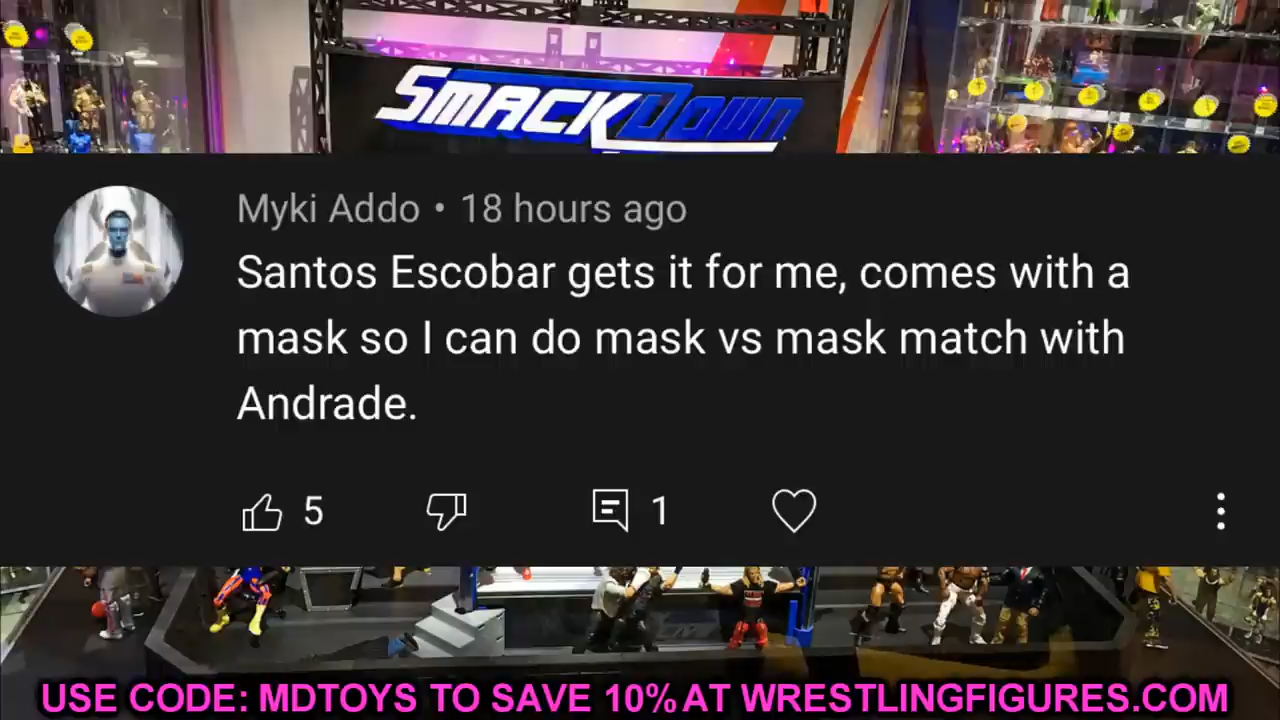 SMACKDOWN
Myki Addo • 18 hours ago
Santos Escobar gets it for me, comes with a
mask so I can do mask vs mask match with
Andrade.
5
1
USE CODE: MDTOYS TO SAVE 10% AT WRESTLINGFIGURES.COM